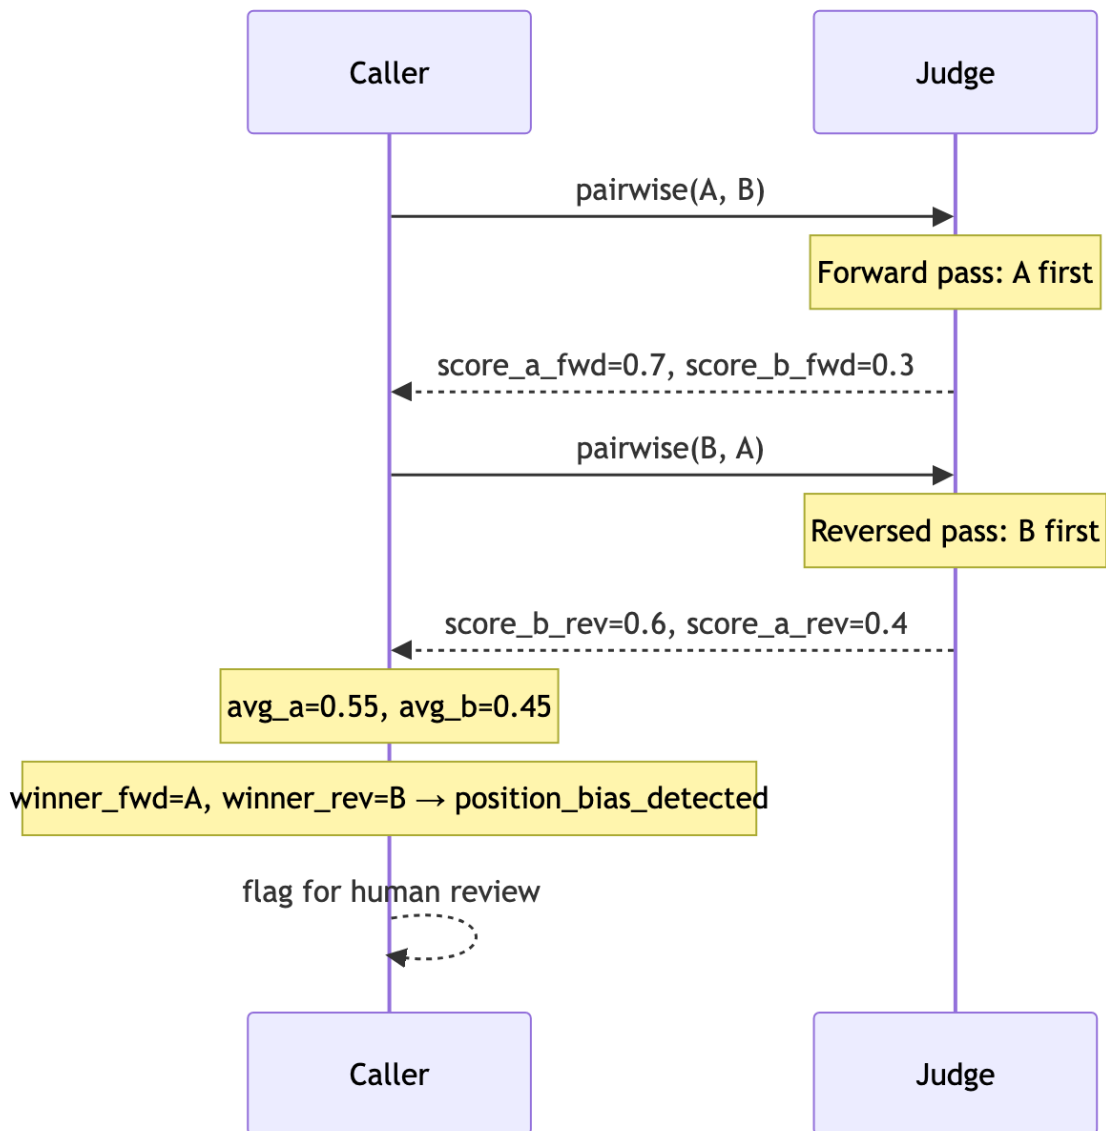 Caller
Judge
pairwise(A, B)
Forward pass: A first
score_a_fwd=0.7, score_b_fwd=0.3
pairwise(B, A)
Reversed pass: B first
score_b_rev=0.6, score_a_rev=0.4
avg_a=0.55, avg_b=0.45
winner_fwd=A, winner_rev=B → position_bias_detected
flag for human review
Caller
Judge